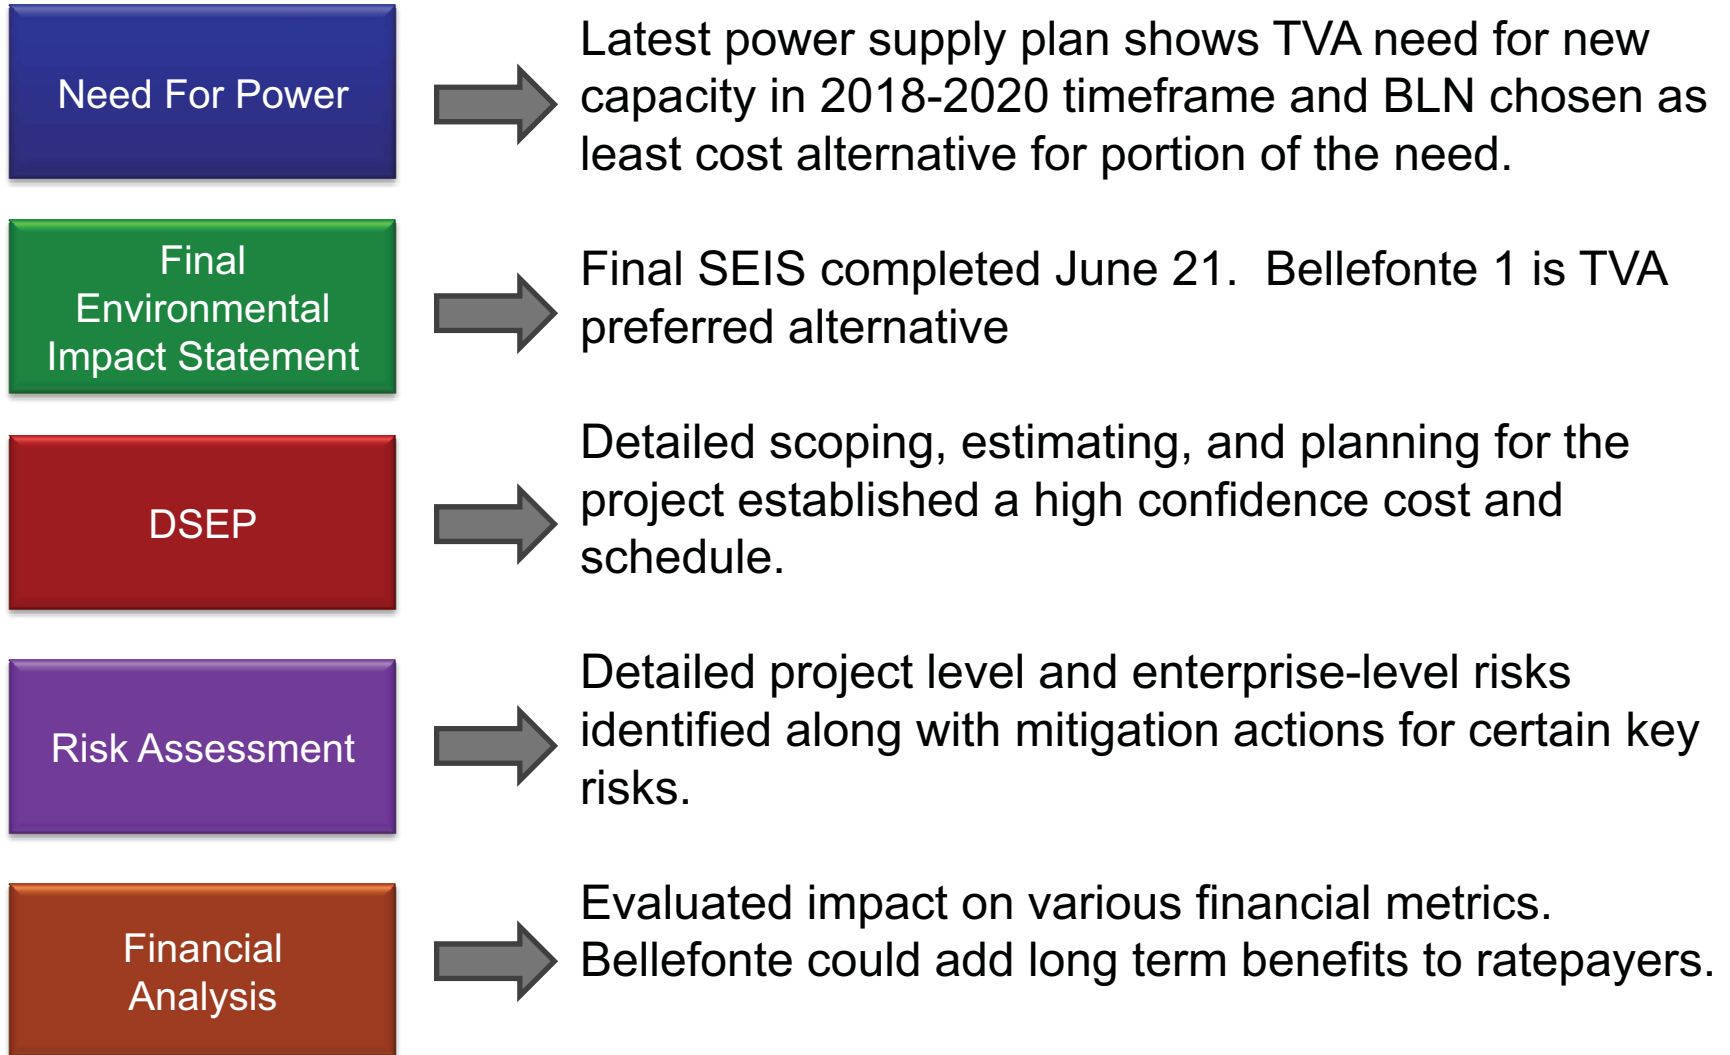 Need For Power
Latest power supply plan shows TVA need for new
capacity in 2018-2020 timeframe and BLN chosen as
least cost alternative for portion of the need.
Final
Environmental
Impact Statement
Final SEIS completed June 21.  Bellefonte 1 is TVA
preferred alternative
DSEP
Detailed scoping, estimating, and planning for the
project established a high confidence cost and
schedule.
Risk Assessment
Detailed project level and enterprise-level risks
identified along with mitigation actions for certain key
risks.
Financial
Analysis
Evaluated impact on various financial metrics.
Bellefonte could add long term benefits to ratepayers.